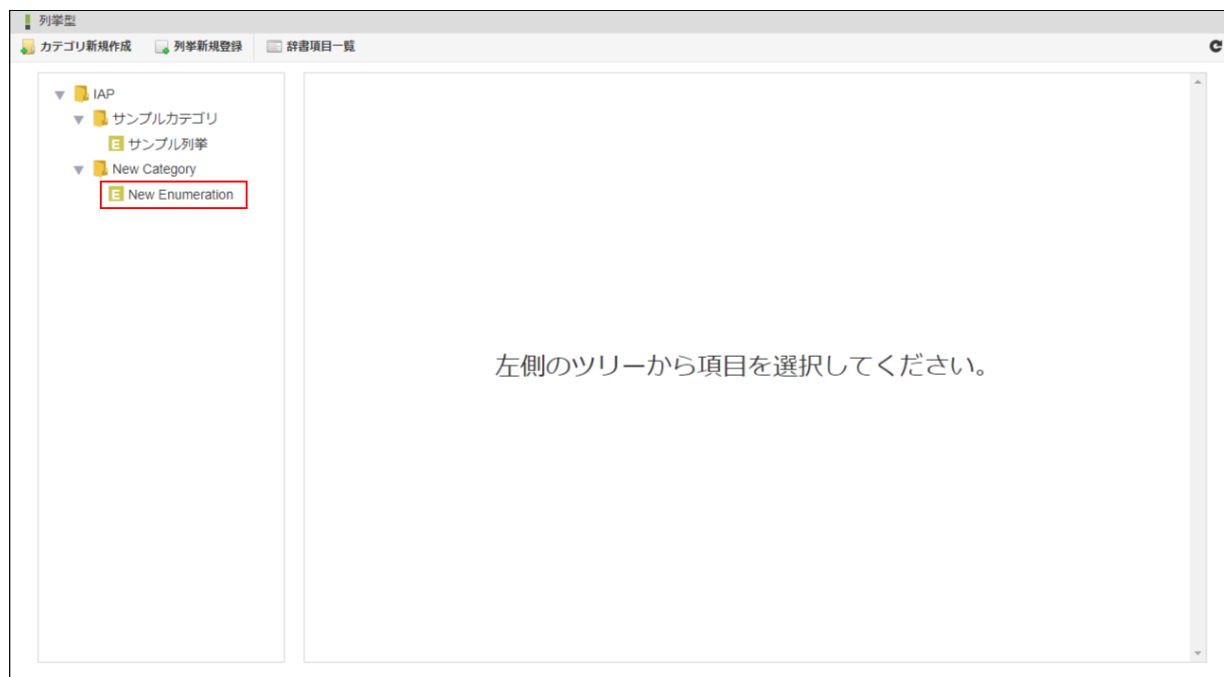 列挙型
カテゴリ新規作成 列挙新規登録 辞書項目一覧
IAP
サンプルカテゴリ
E サンプル列挙
New Category
E New Enumeration
左側のツリーから項目を選択してください。